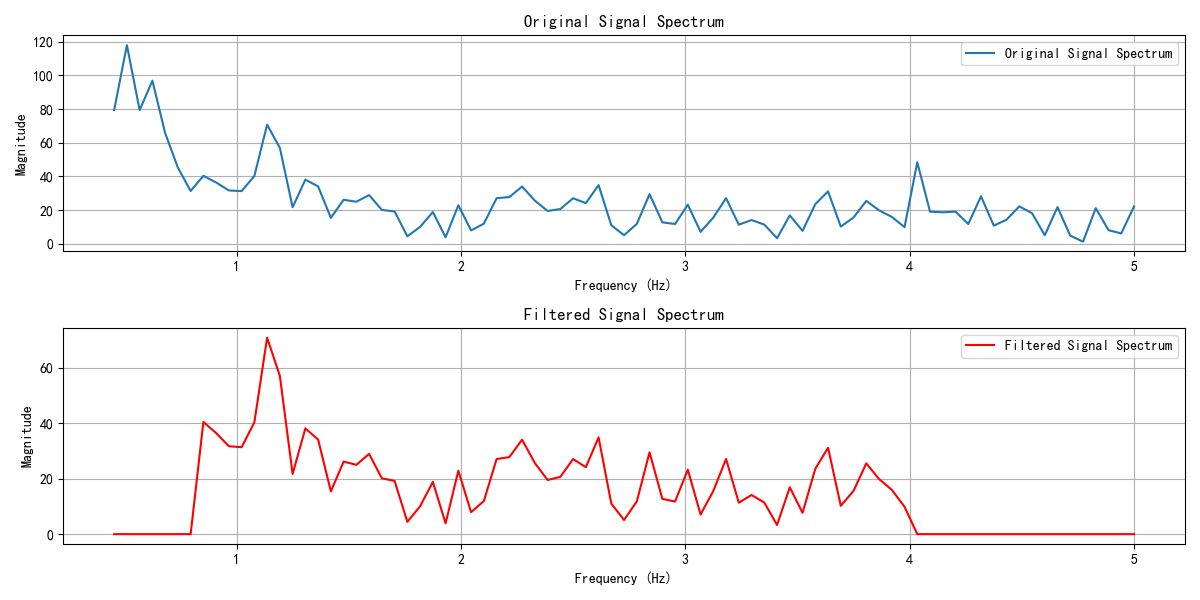 Original Signal Spectrum
120
100
80
60
40
20
0
Magnitude
Original Signal Spectrum
1
2
3
4
5
Frequency (Hz)
Filtered Signal Spectrum
60
40
20
0
Magnitude
Filtered Signal Spectrum
1
2
3
4
5
Frequency (Hz)